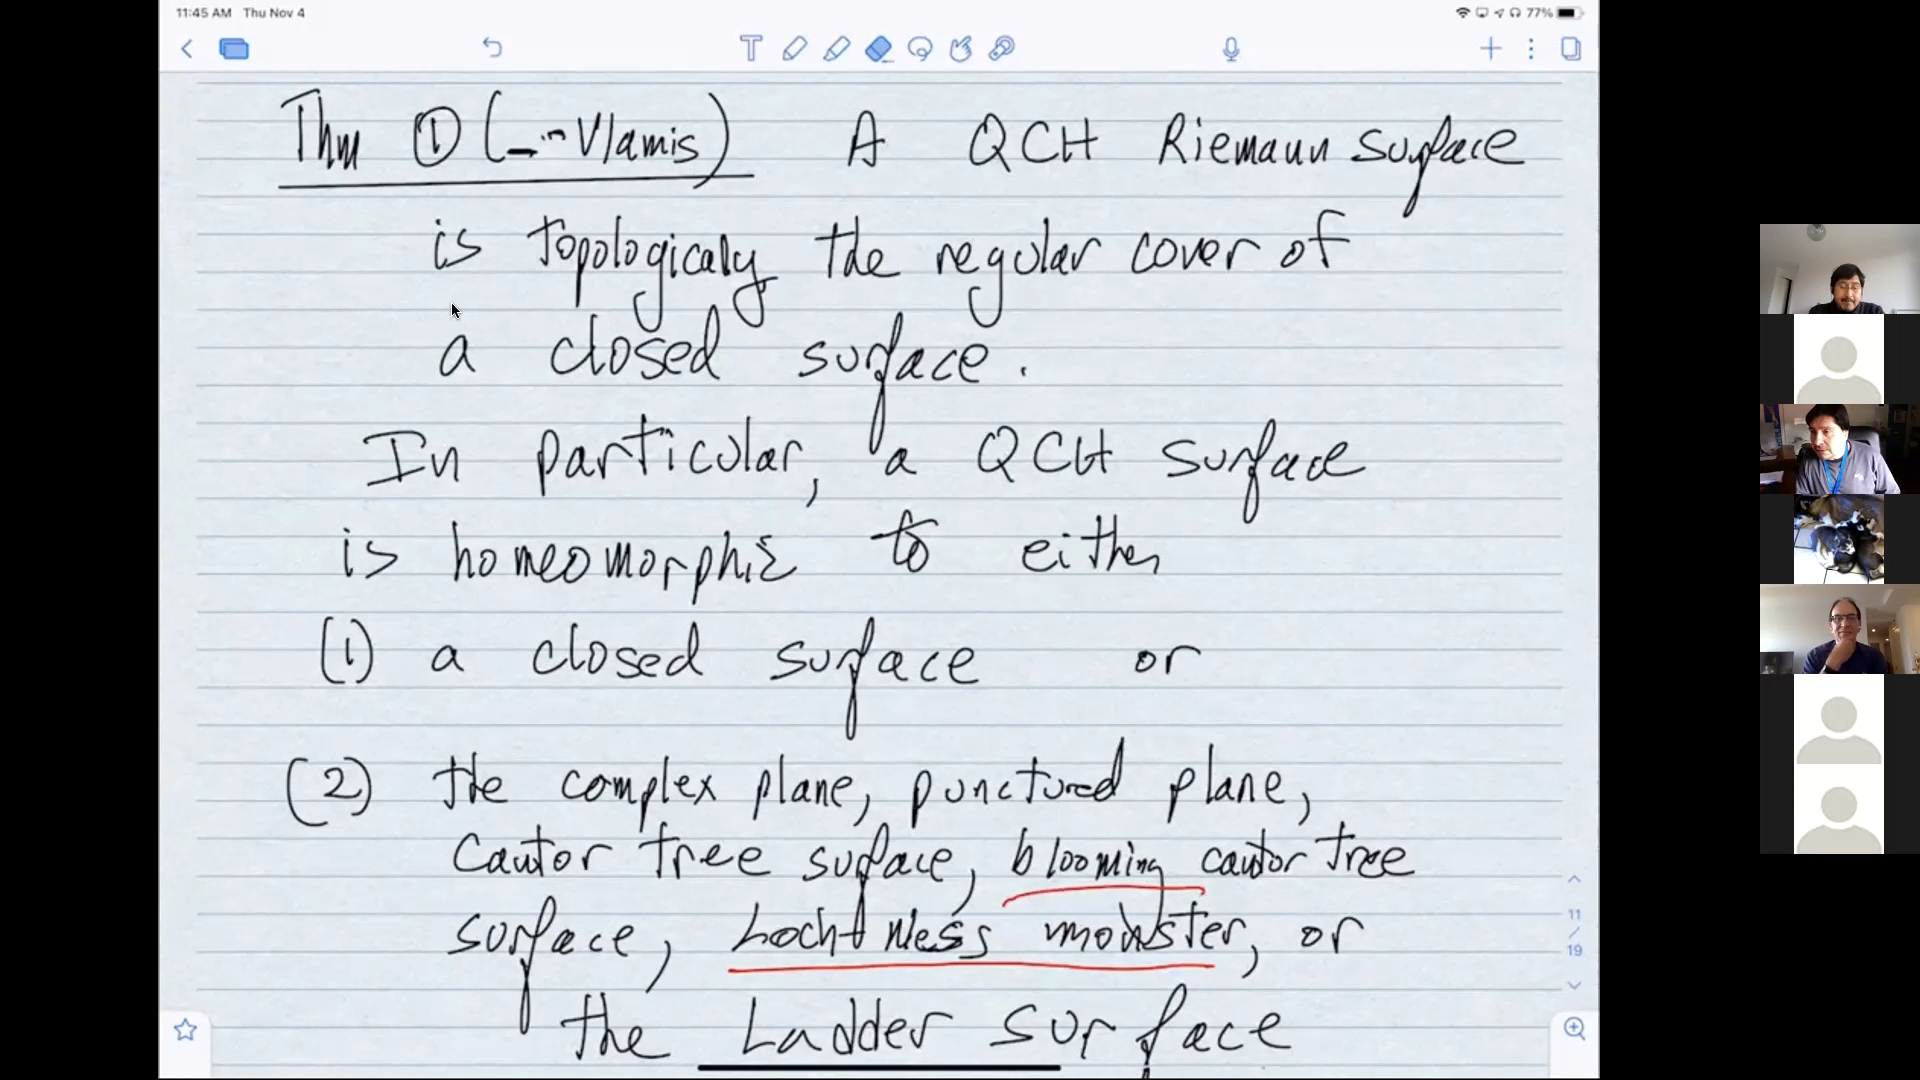 11:45 AM Thu Nov 4
77%
Thm ① (_-Vlamis) A QCH Riemann surface
is topologicaly the regular cover of
a closed surface.
In particular, a QCH surface
is homeomorphic to either
(1) a closed surface or
(2) the complex plane, punctured plane,
Cantor tree surface, blooming cantor tree
surface, Loch Ness monster, or
the Ladder surface
11
/
19